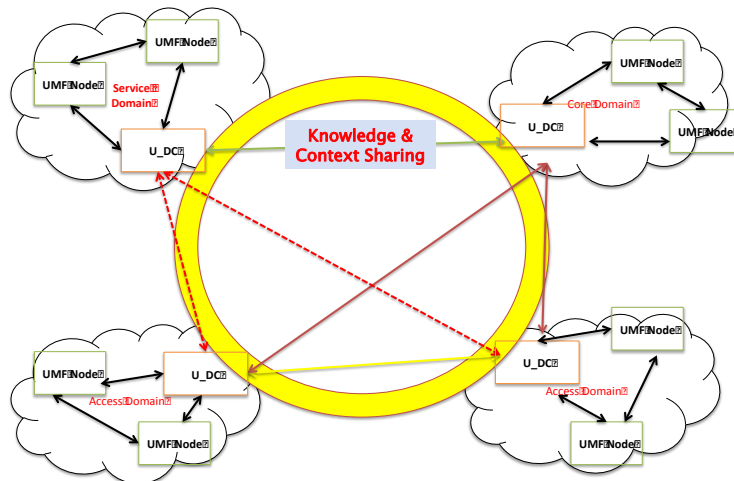 UMF Node
UMF Node
Service
Domain
U_DC
Knowledge &
Context Sharing
UMF Node
Core Domain
U_DC
UMF Node
UMF Node
U_DC
Access Domain
UMF Node
UMF Node
U_DC
Access Domain
UMF Node